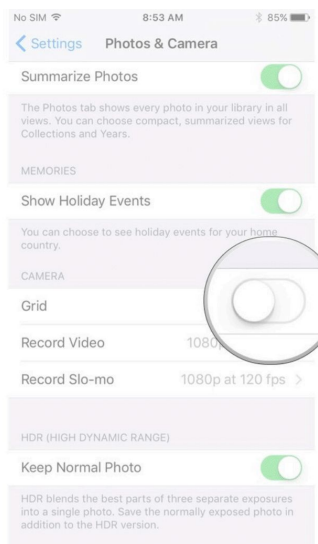 No SIM 8:53 AM 85%
Settings Photos & Camera
Summarize Photos
The Photos tab shows every photo in your library in all
views. You can choose compact, summarized views for
Collections and Years.
MEMORIES
Show Holiday Events
You can choose to see holiday events for your home
country.
CAMERA
Grid
Record Video 1080p
Record Slo-mo 1080p at 120 fps >
HDR (HIGH DYNAMIC RANGE)
Keep Normal Photo
HDR blends the best parts of three separate exposures
into a single photo. Save the normally exposed photo in
addition to the HDR version.